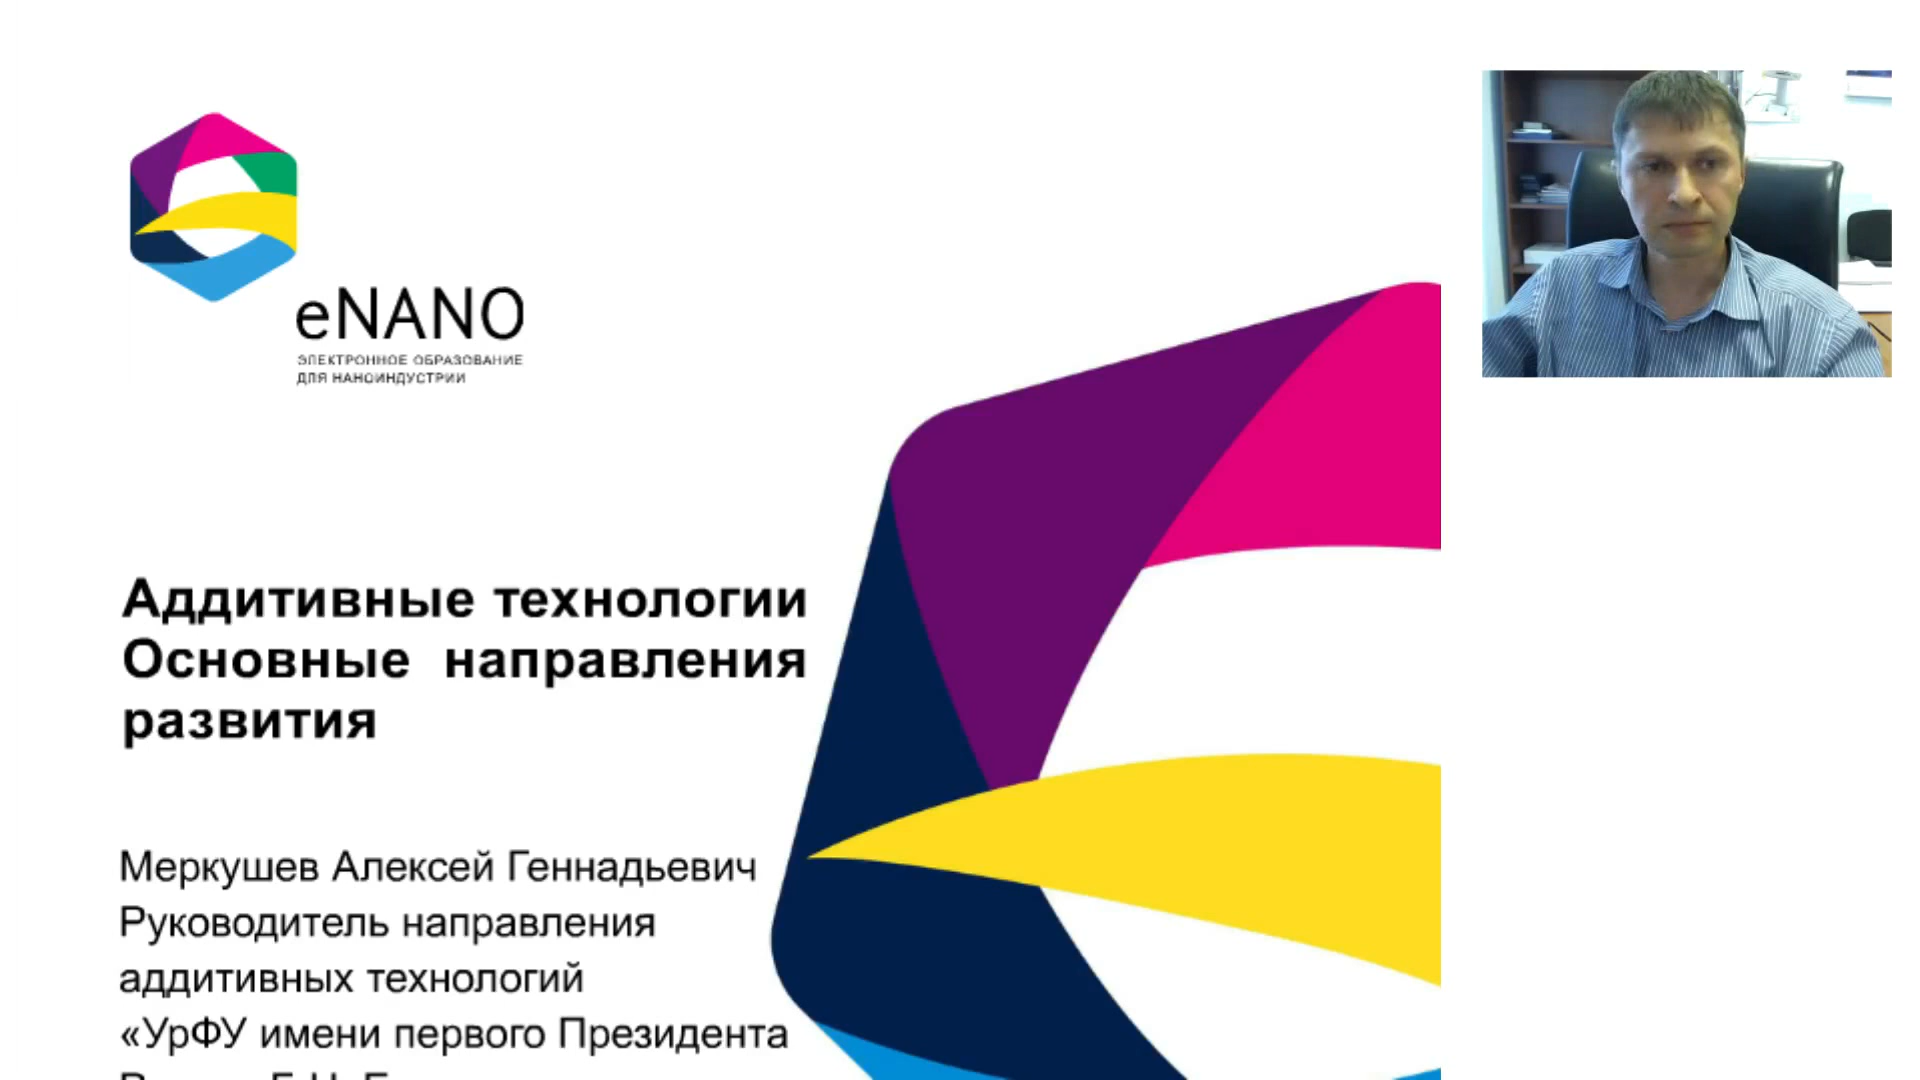 eNANO
ЭЛЕКТРОННОЕ ОБРАЗОВАНИЕ
ДЛЯ НАНОИНДУСТРИИ
Аддитивные технологии
Основные направления
развития
Меркушев Алексей Геннадьевич
Руководитель направления
аддитивных технологий
«УрФУ имени первого Президента